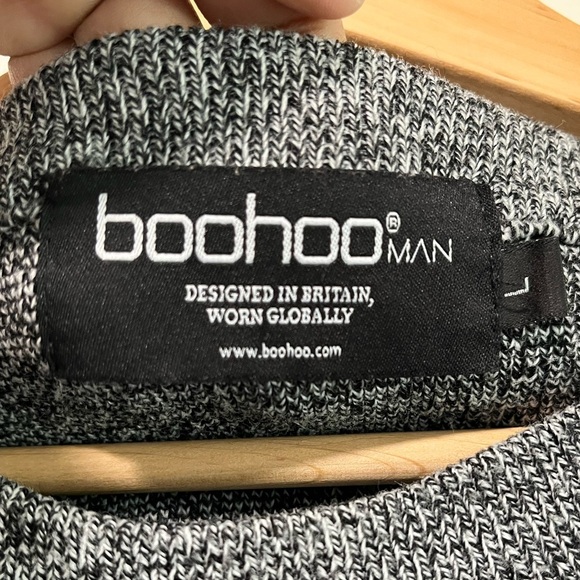 boohoo® MAN
DESIGNED IN BRITAIN,
WORN GLOBALLY
www.boohoo.com
L